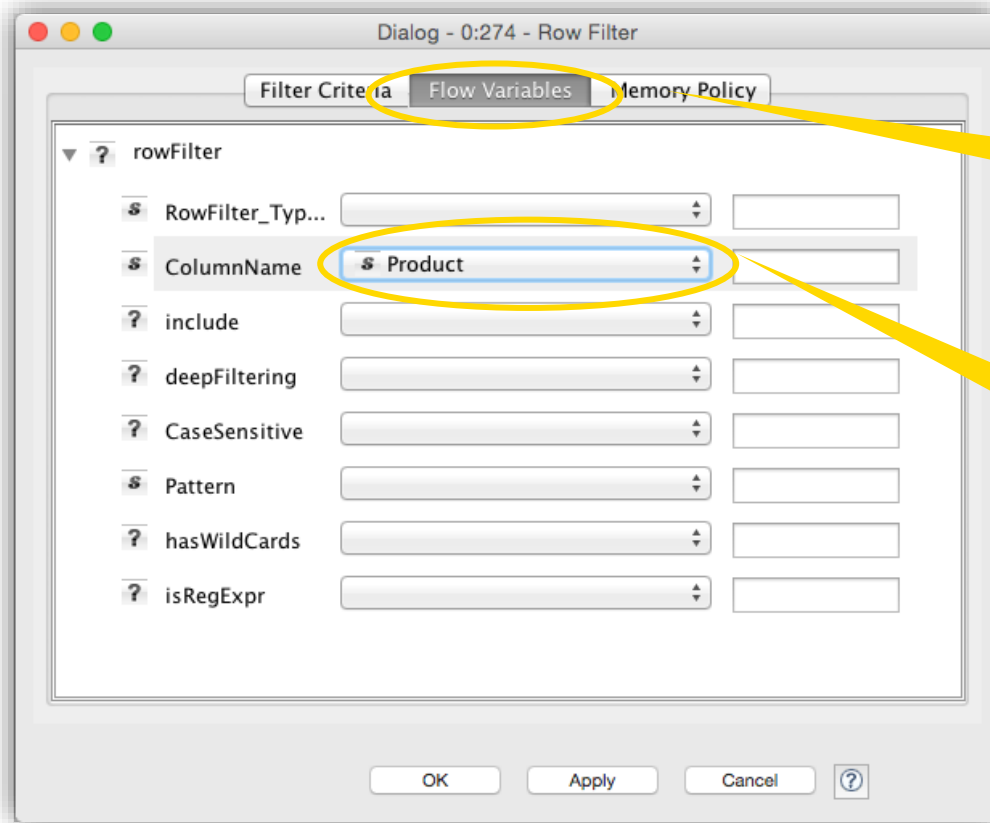 Dialog - 0:274 - Row Filter
Filter Criteria Flow Variables Memory Policy
? rowFilter
S RowFilter_Typ...
S ColumnName S Product
? include
? deepFiltering
? CaseSensitive
S Pattern
? hasWildCards
? isRegExpr
OK Apply Cancel ?